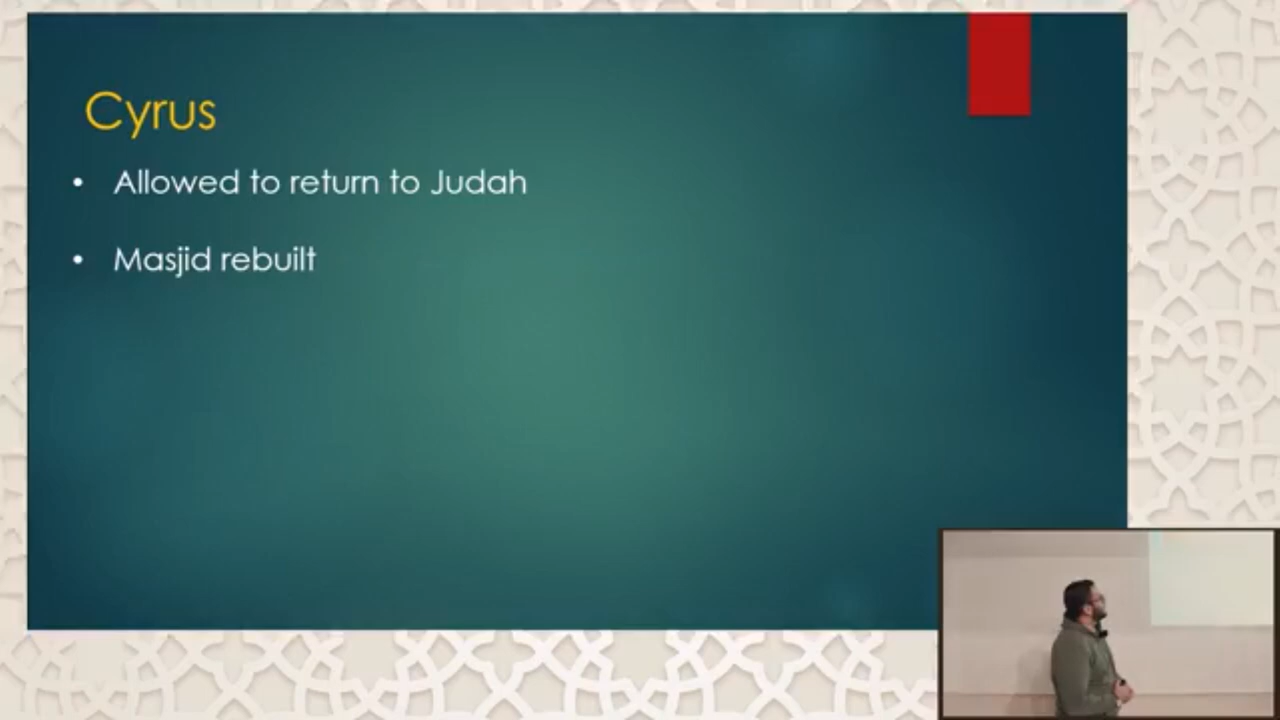 Cyrus
• Allowed to return to Judah
• Masjid rebuilt